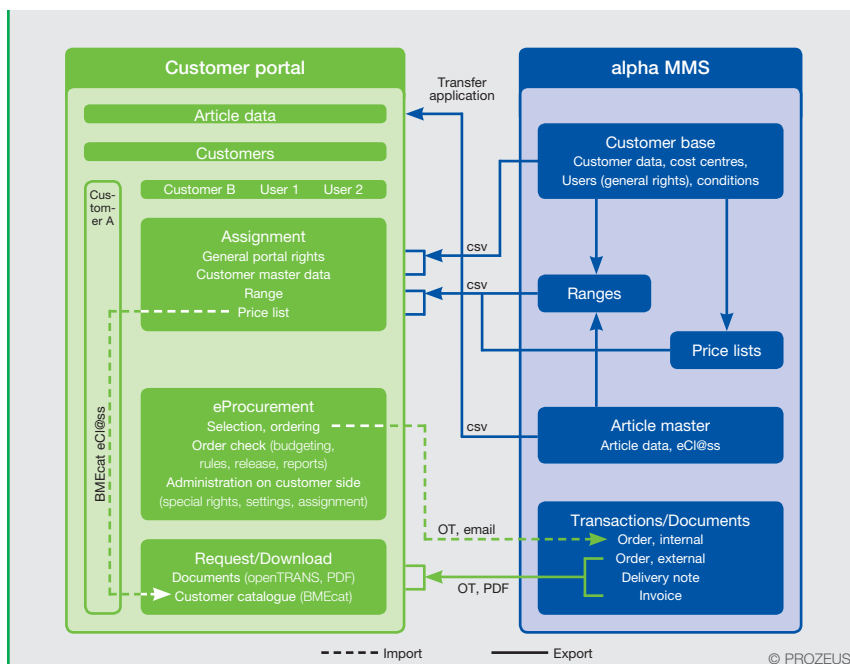 Customer portal
Article data
Customers
Cus-
tom-
er A
Customer B User 1 User 2
Assignment
General portal rights
Customer master data
Range
Price list
BMEcat eCl@ss
eProcurement
Selection, ordering
Order check (budgeting,
rules, release, reports)
Administration on customer side
(special rights, settings, assignment)
Request/Download
Documents (openTRANS, PDF)
Customer catalogue (BMEcat)
Transfer
application
csv
csv
csv
OT, email
OT, PDF
alpha MMS
Customer base
Customer data, cost centres,
Users (general rights), conditions
Ranges
Price lists
Article master
Article data, eCl@ss
Transactions/Documents
Order, internal
Order, external
Delivery note
Invoice
Import
Export
© PROZEUS